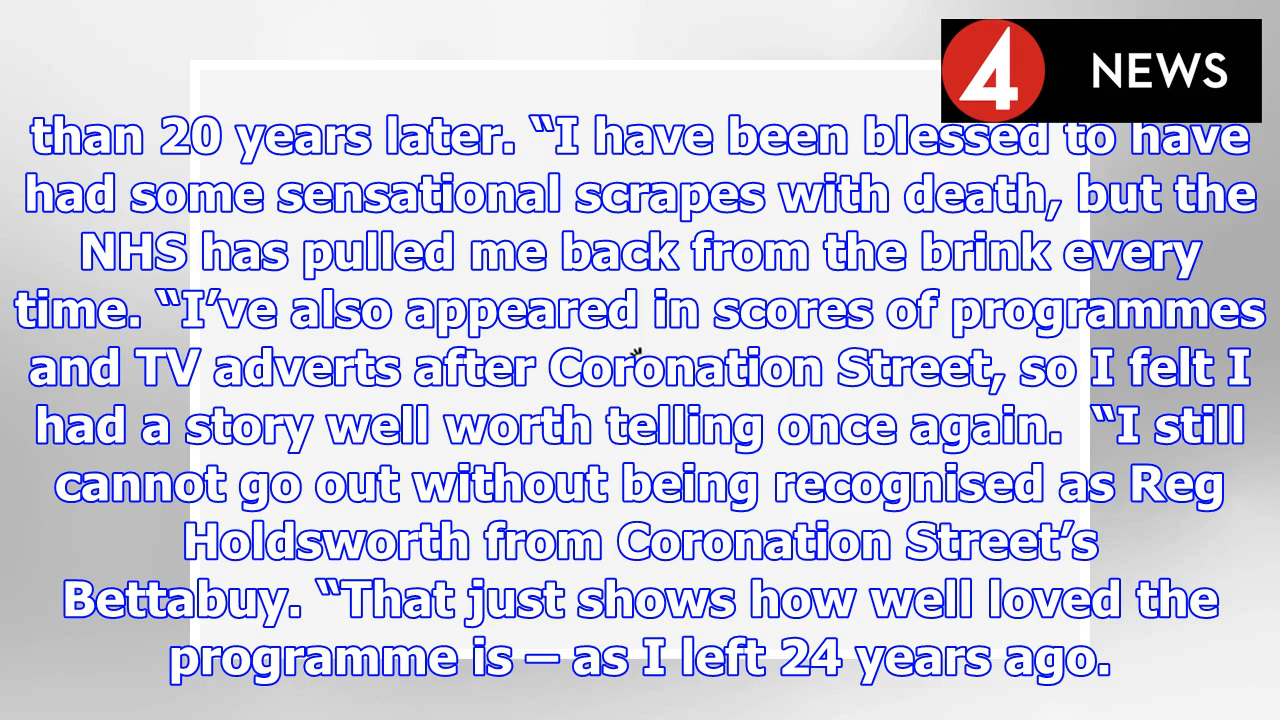 4 NEWS
than 20 years later. “I have been blessed to have
had some sensational scrapes with death, but the
NHS has pulled me back from the brink every
time. “I’ve also appeared in scores of programmes
and TV adverts after Coronation Street, so I felt I
had a story well worth telling once again.  “I still
cannot go out without being recognised as Reg
Holdsworth from Coronation Street’s
Bettabuy. “That just shows how well loved the
programme is – as I left 24 years ago.